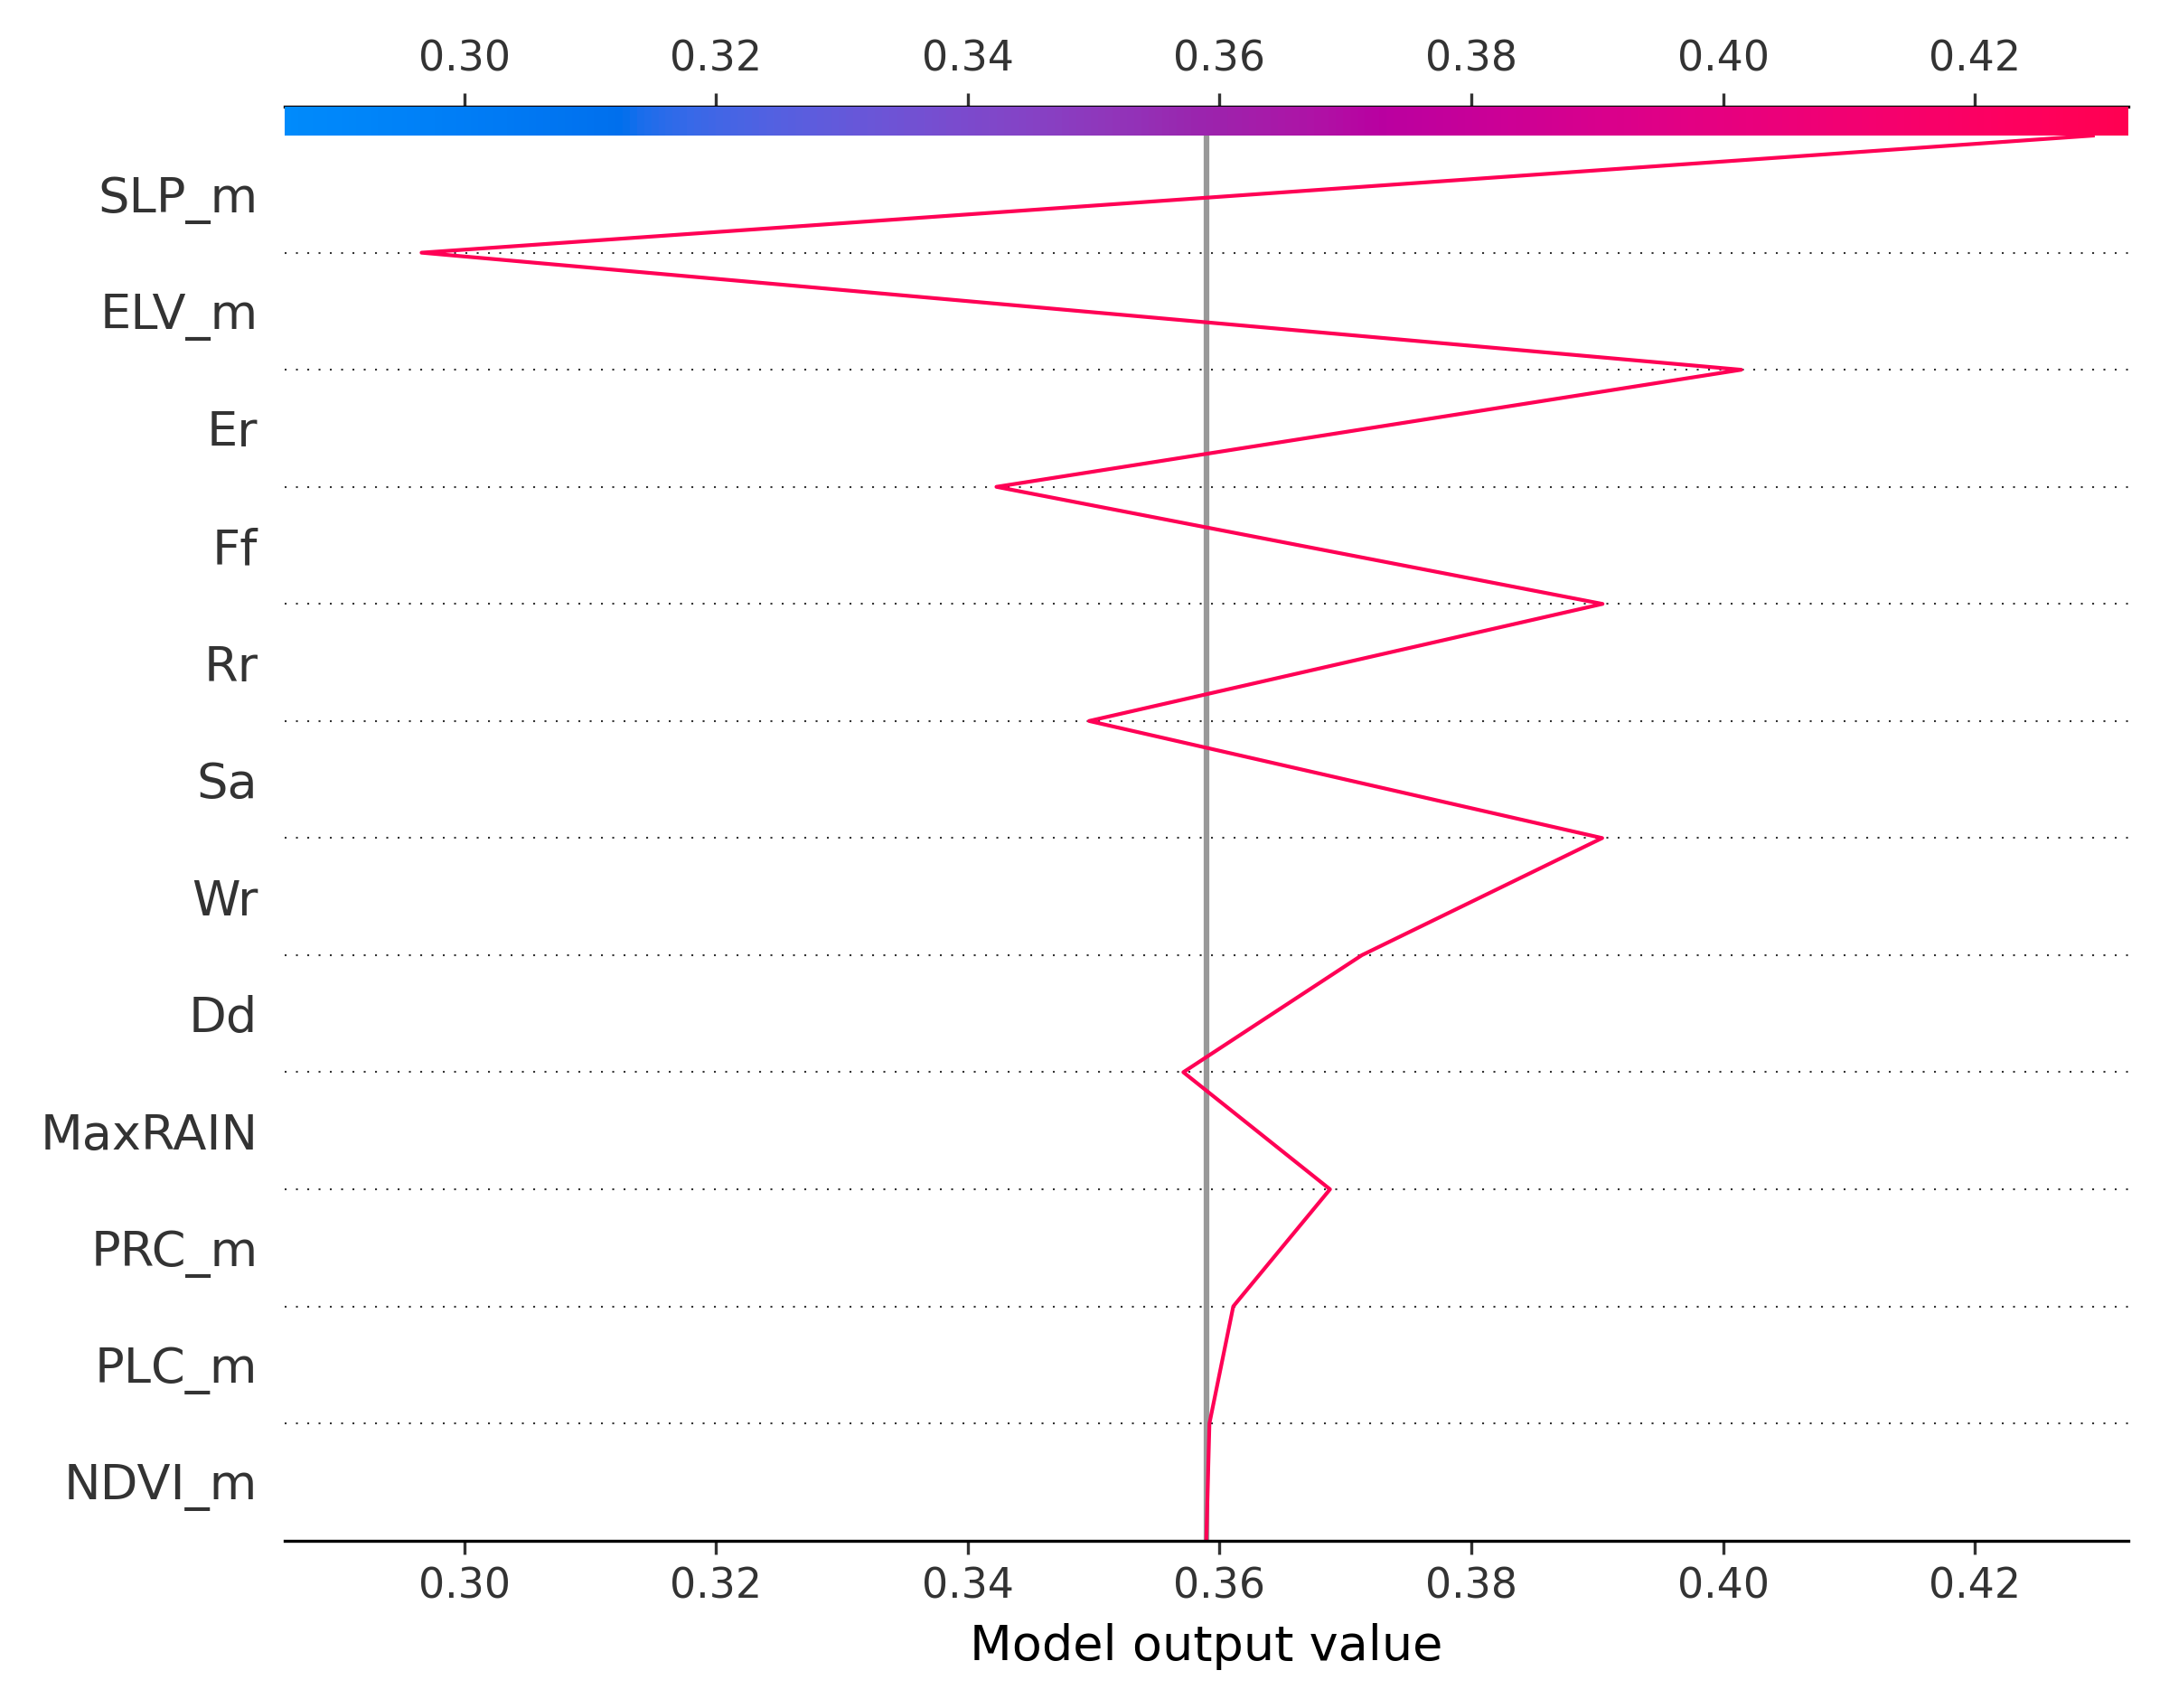 0.30 0.32 0.34 0.36 0.38 0.40 0.42
SLP_m
ELV_m
Er
Ff
Rr
Sa
Wr
Dd
MaxRAIN
PRC_m
PLC_m
NDVI_m
0.30 0.32 0.34 0.36 0.38 0.40 0.42
Model output value